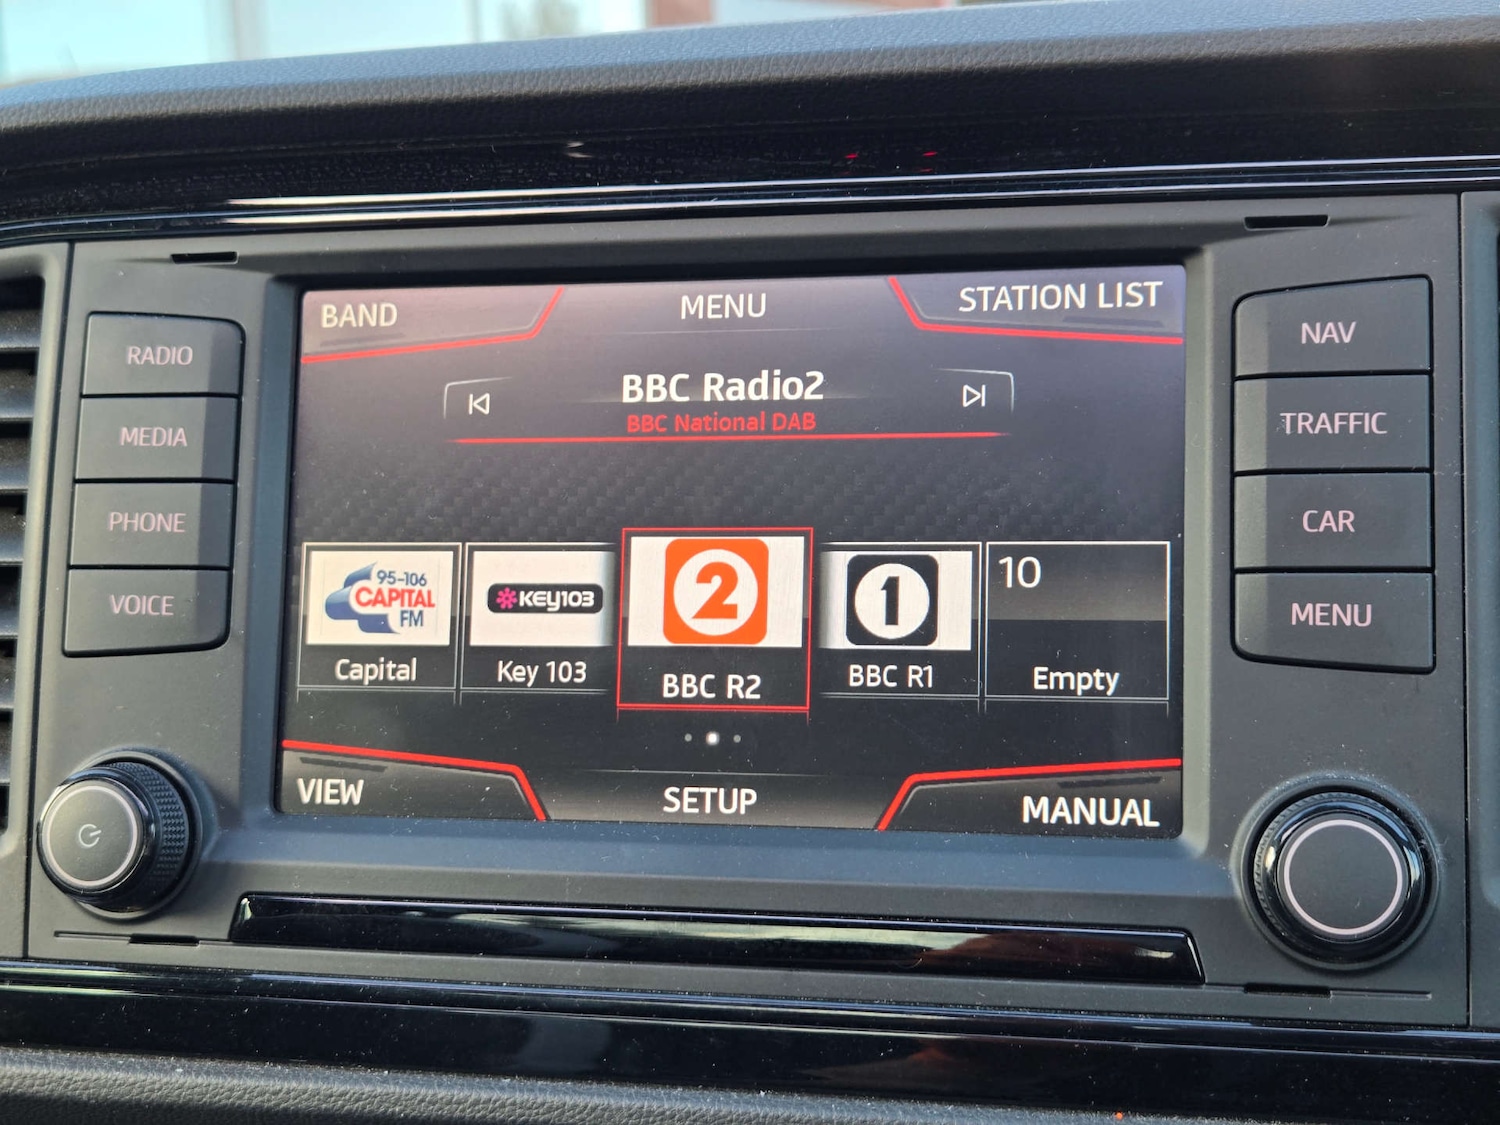 BAND
MENU
STATION LIST
BBC Radio2
BBC National DAB
RADIO
MEDIA
PHONE
VOICE
NAV
TRAFFIC
CAR
MENU
95-106
CAPITAL
FM
Capital
KEY103
Key 103
2
BBC R2
1
BBC R1
10
Empty
VIEW
SETUP
MANUAL